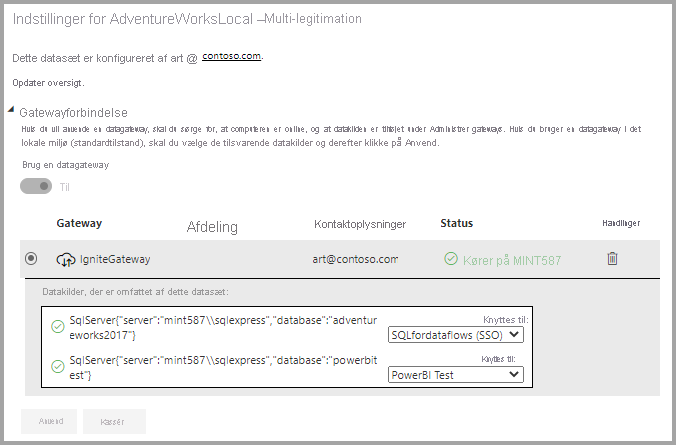 Indstillinger for AdventureWorksLocal –Multi-legitimation
Dette datasæt er konfigureret af art @ contoso.com.
Opdater oversigt.
Gatewayforbindelse
Hvis du vil anvende en datagateway, skal du sørge for, at computeren er online, og at datakilden er tilføjet under Administrer gateways. Hvis du bruger en datagateway i det
lokale miljø (standardtilstand), skal du vælge de tilsvarende datakilder og derefter klikke på Anvend.
Brug en datagateway
Til
Gateway Afdeling Kontaktoplysninger Status Handlinger
IgniteGateway art@contoso.com Kører på MINT587
Datakilder, der er omfattet af dette datasæt:
SqlServer{"server":"mint587\\sqlexpress","database":"adventur Knyttes til:
eworks2017"} SQLfordataflows (SSO)
SqlServer{"server":"mint587\\sqlexpress","database":"powerbit Knyttes til:
est"} PowerBI Test
Anvend Kassér